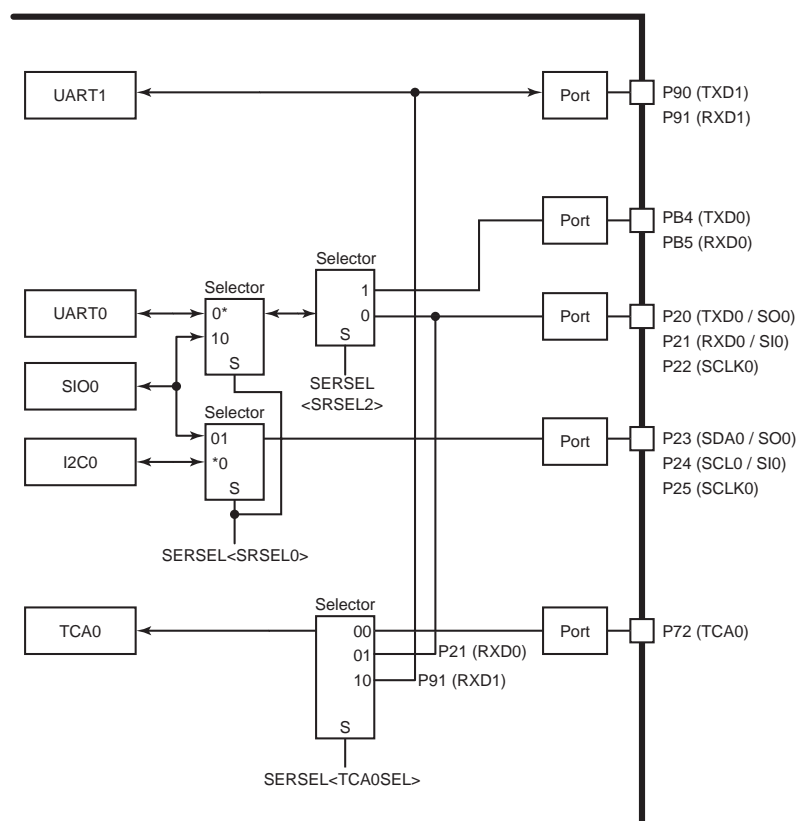 UART1
Port
P90 (TXD1)
P91 (RXD1)
Port
PB4 (TXD0)
PB5 (RXD0)
Selector
1
0
S
SERSEL
<SRSEL2>
UART0
Selector
0*
10
S
Port
P20 (TXD0 / SO0)
P21 (RXD0 / SI0)
P22 (SCLK0)
SIO0
Selector
01
*0
S
I2C0
Port
P23 (SDA0 / SO0)
P24 (SCL0 / SI0)
P25 (SCLK0)
SERSEL<SRSEL0>
TCA0
Selector
00
01
10
S
P21 (RXD0)
P91 (RXD1)
Port
P72 (TCA0)
SERSEL<TCA0SEL>